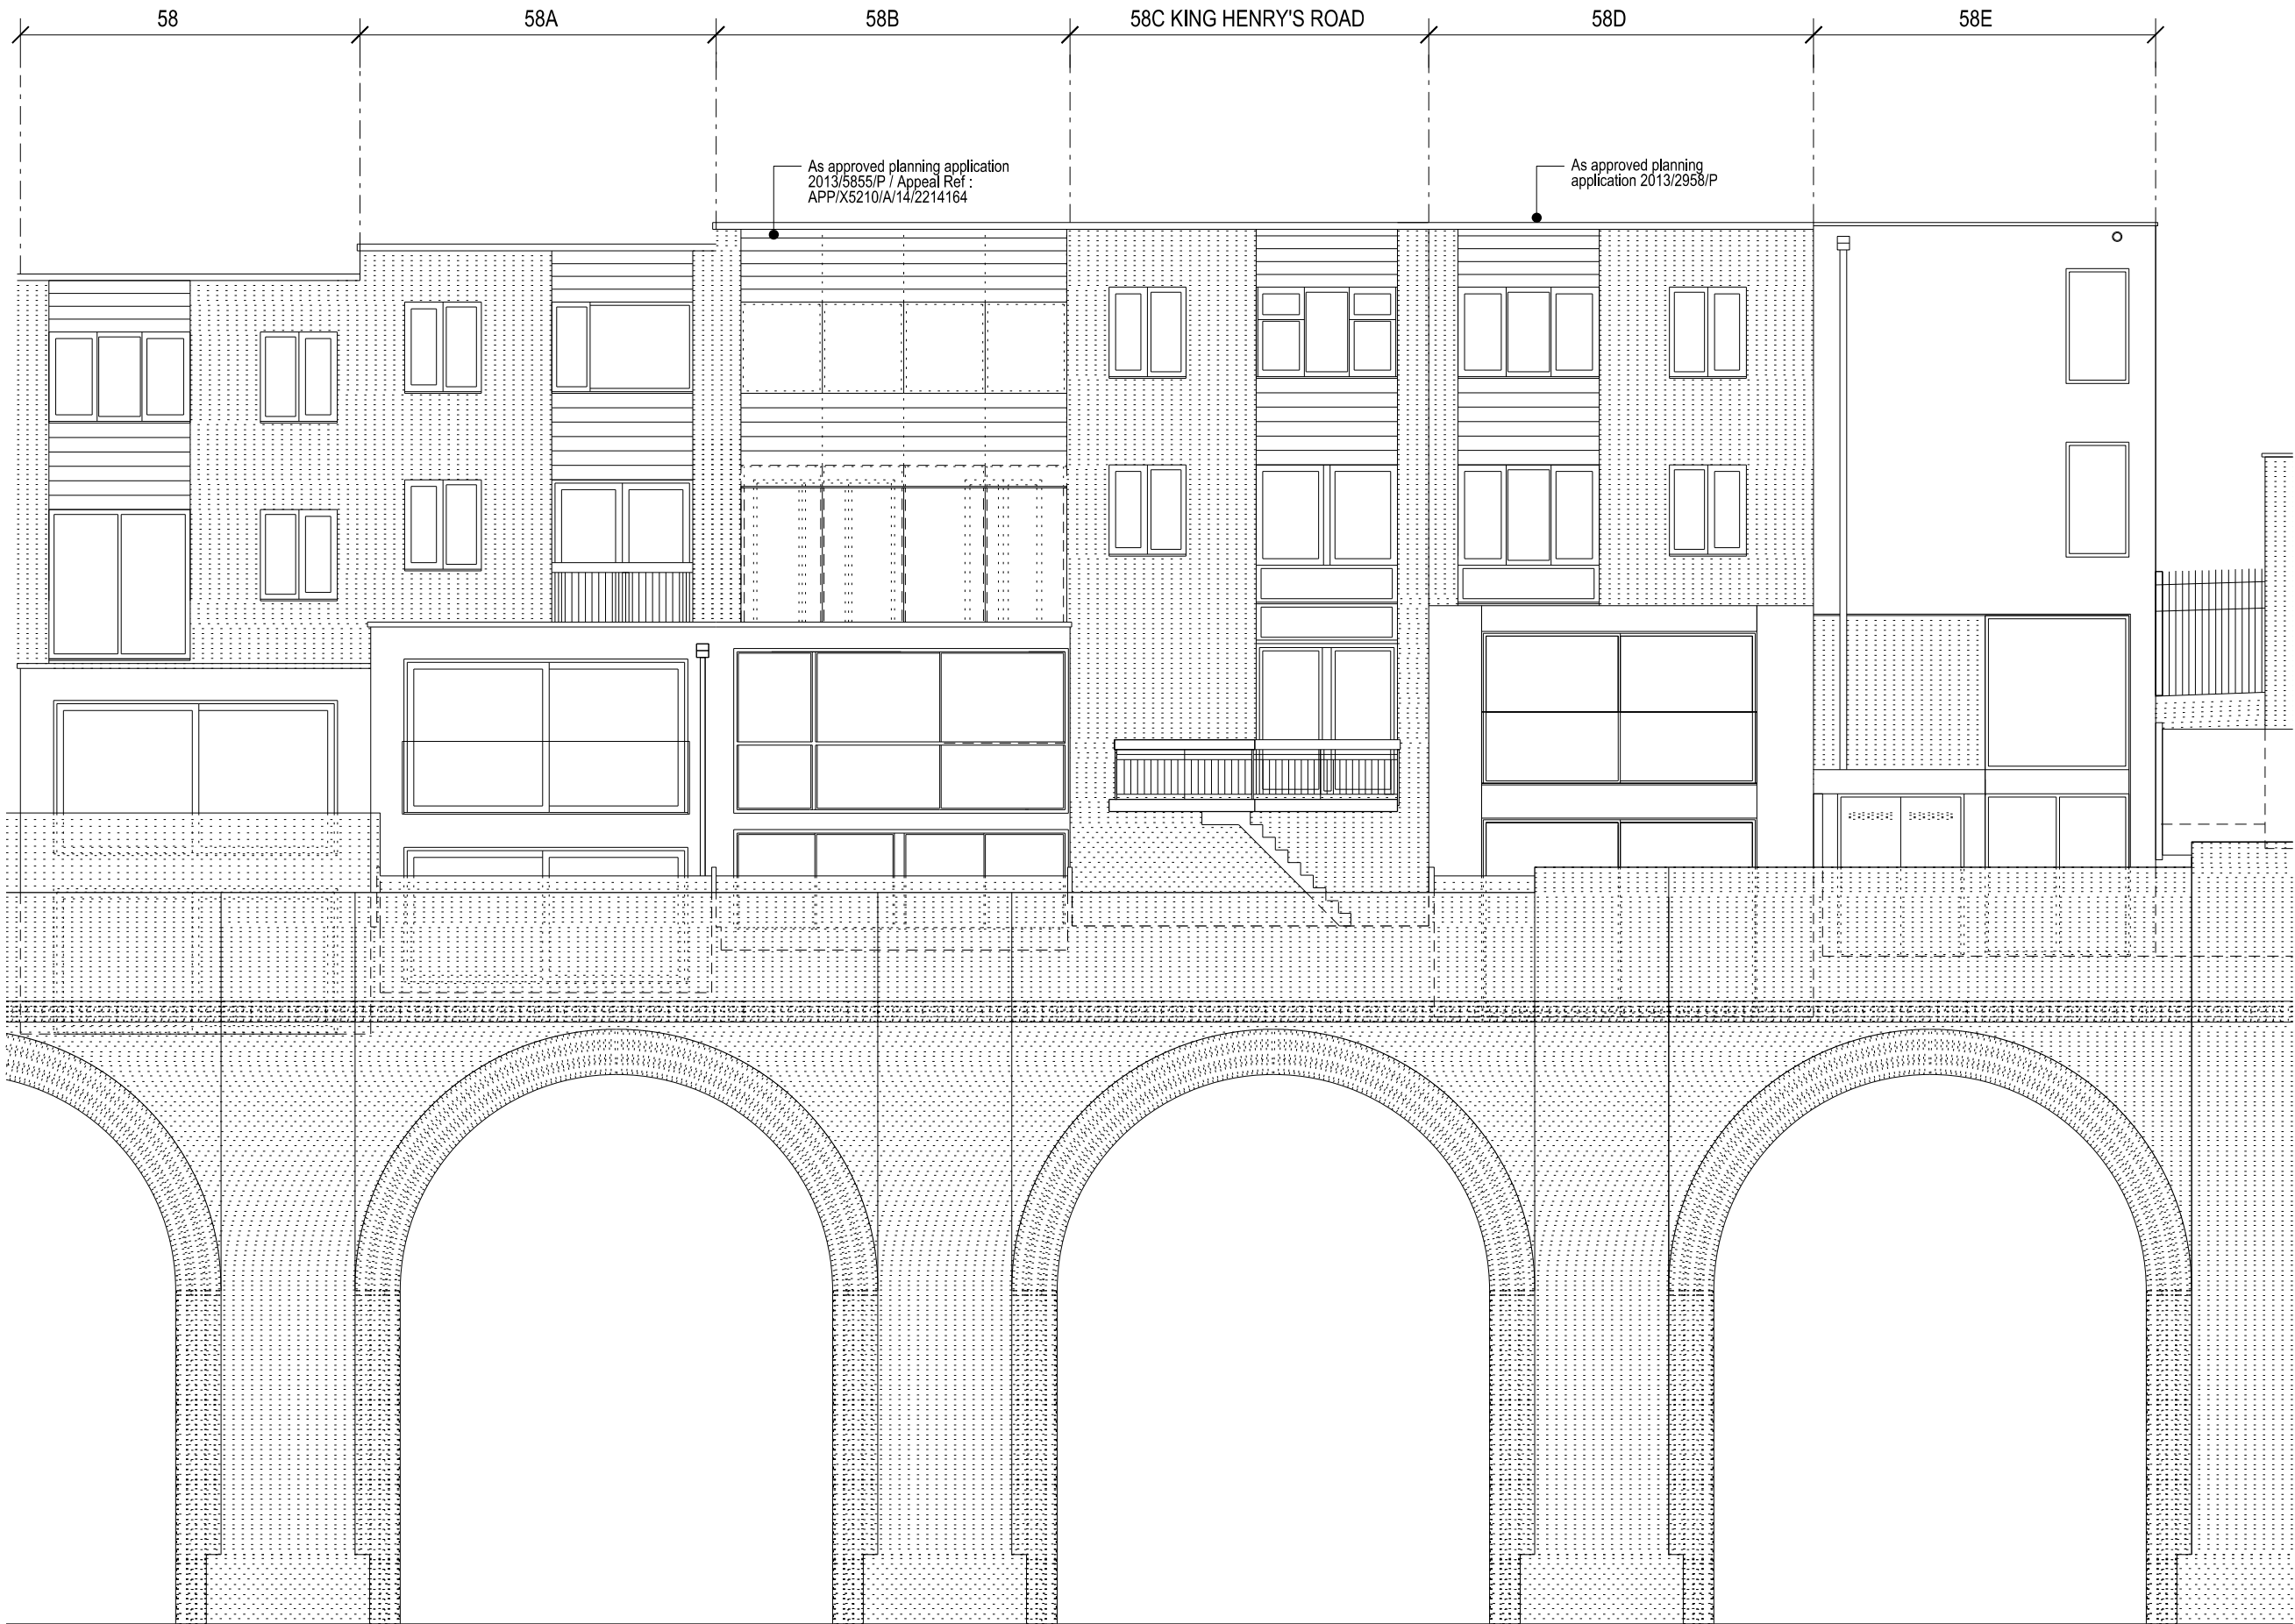 58
58A
58B
58C KING HENRY'S ROAD
58D
58E
As approved planning application
2013/5855/P / Appeal Ref :
APP/X5210/A/14/2214164
As approved planning
application 2013/2958/P